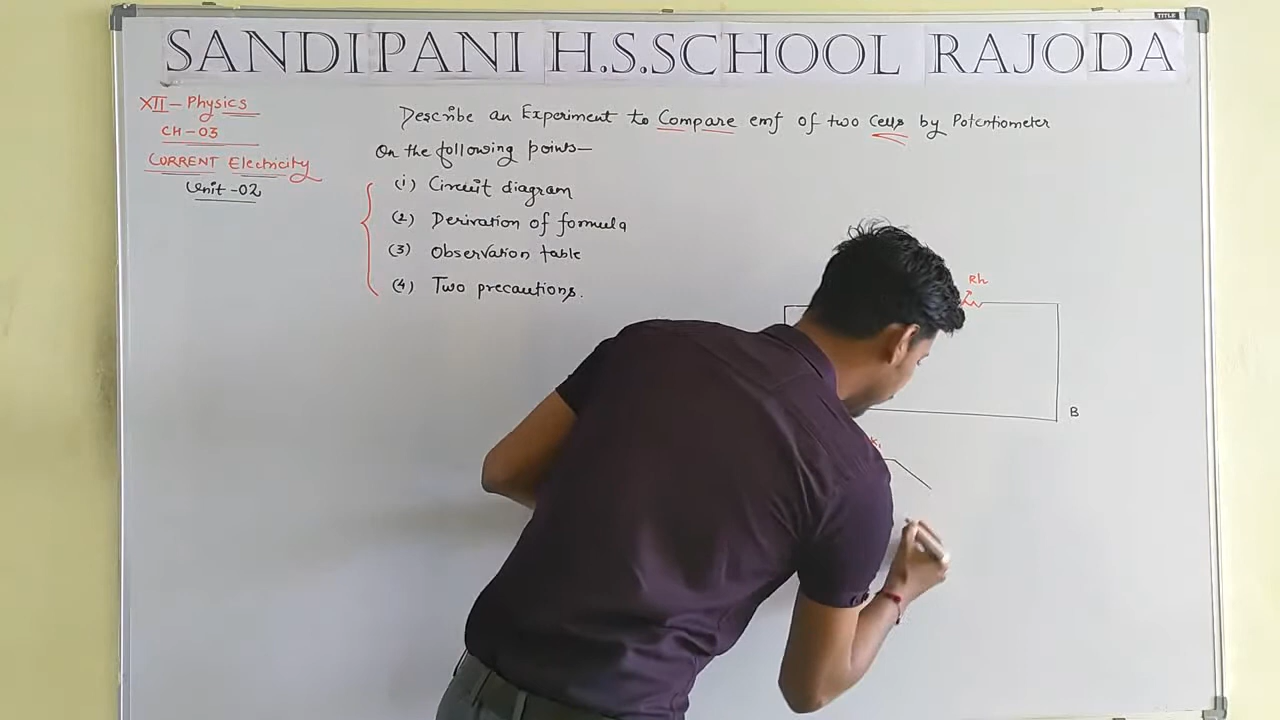 TITLE
SANDIPANI H.S.SCHOOL RAJODA
XII - Physics
CH - 03
CURRENT Electricity
Unit - 02
Describe an Experiment to Compare emf of two Cells by Potentiometer
On the following points—
(1) Circuit diagram
(2) Derivation of formula
(3) Observation table
(4) Two precautions.
Rh
B
K₁